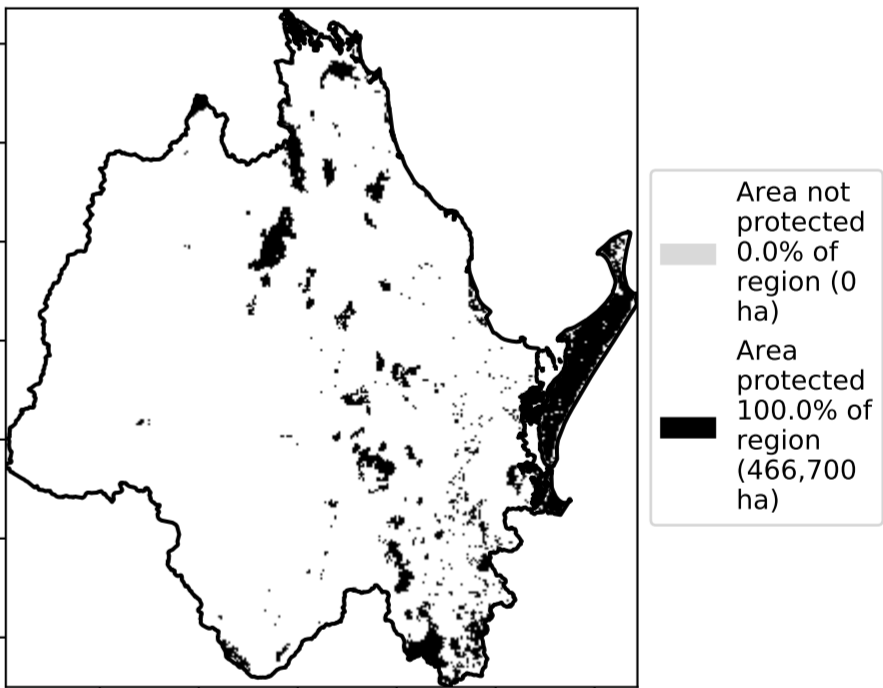 Area not
protected
0.0% of
region (0
ha)
Area
protected
100.0% of
region
(466,700
ha)